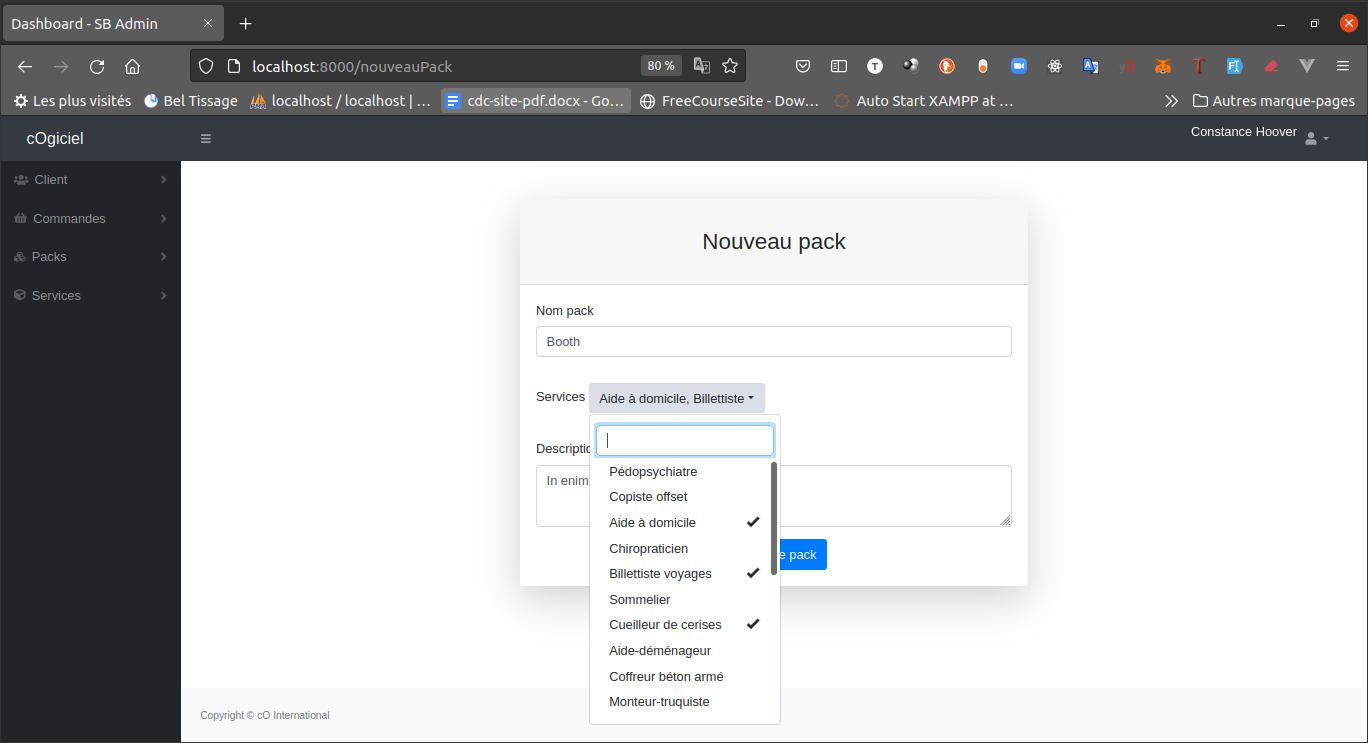 Dashboard - SB Admin
localhost:8000/nouveauPack
80 %
Les plus visités
Bel Tissage
localhost / localhost | …
cdc-site-pdf.docx - Go…
FreeCourseSite - Dow…
Auto Start XAMPP at …
Autres marque-pages
cOgiciel
Constance Hoover
Client
Commandes
Packs
Services
Nouveau pack
Nom pack
Booth
Services
Aide à domicile, Billettiste
Descriptio
In enim
Pédopsychiatre
Copiste offset
Aide à domicile
Chiropraticien
Billettiste voyages
Sommelier
Cueilleur de cerises
Aide-déménageur
Coffreur béton armé
Monteur-truquiste
e pack
Copyright © cO International